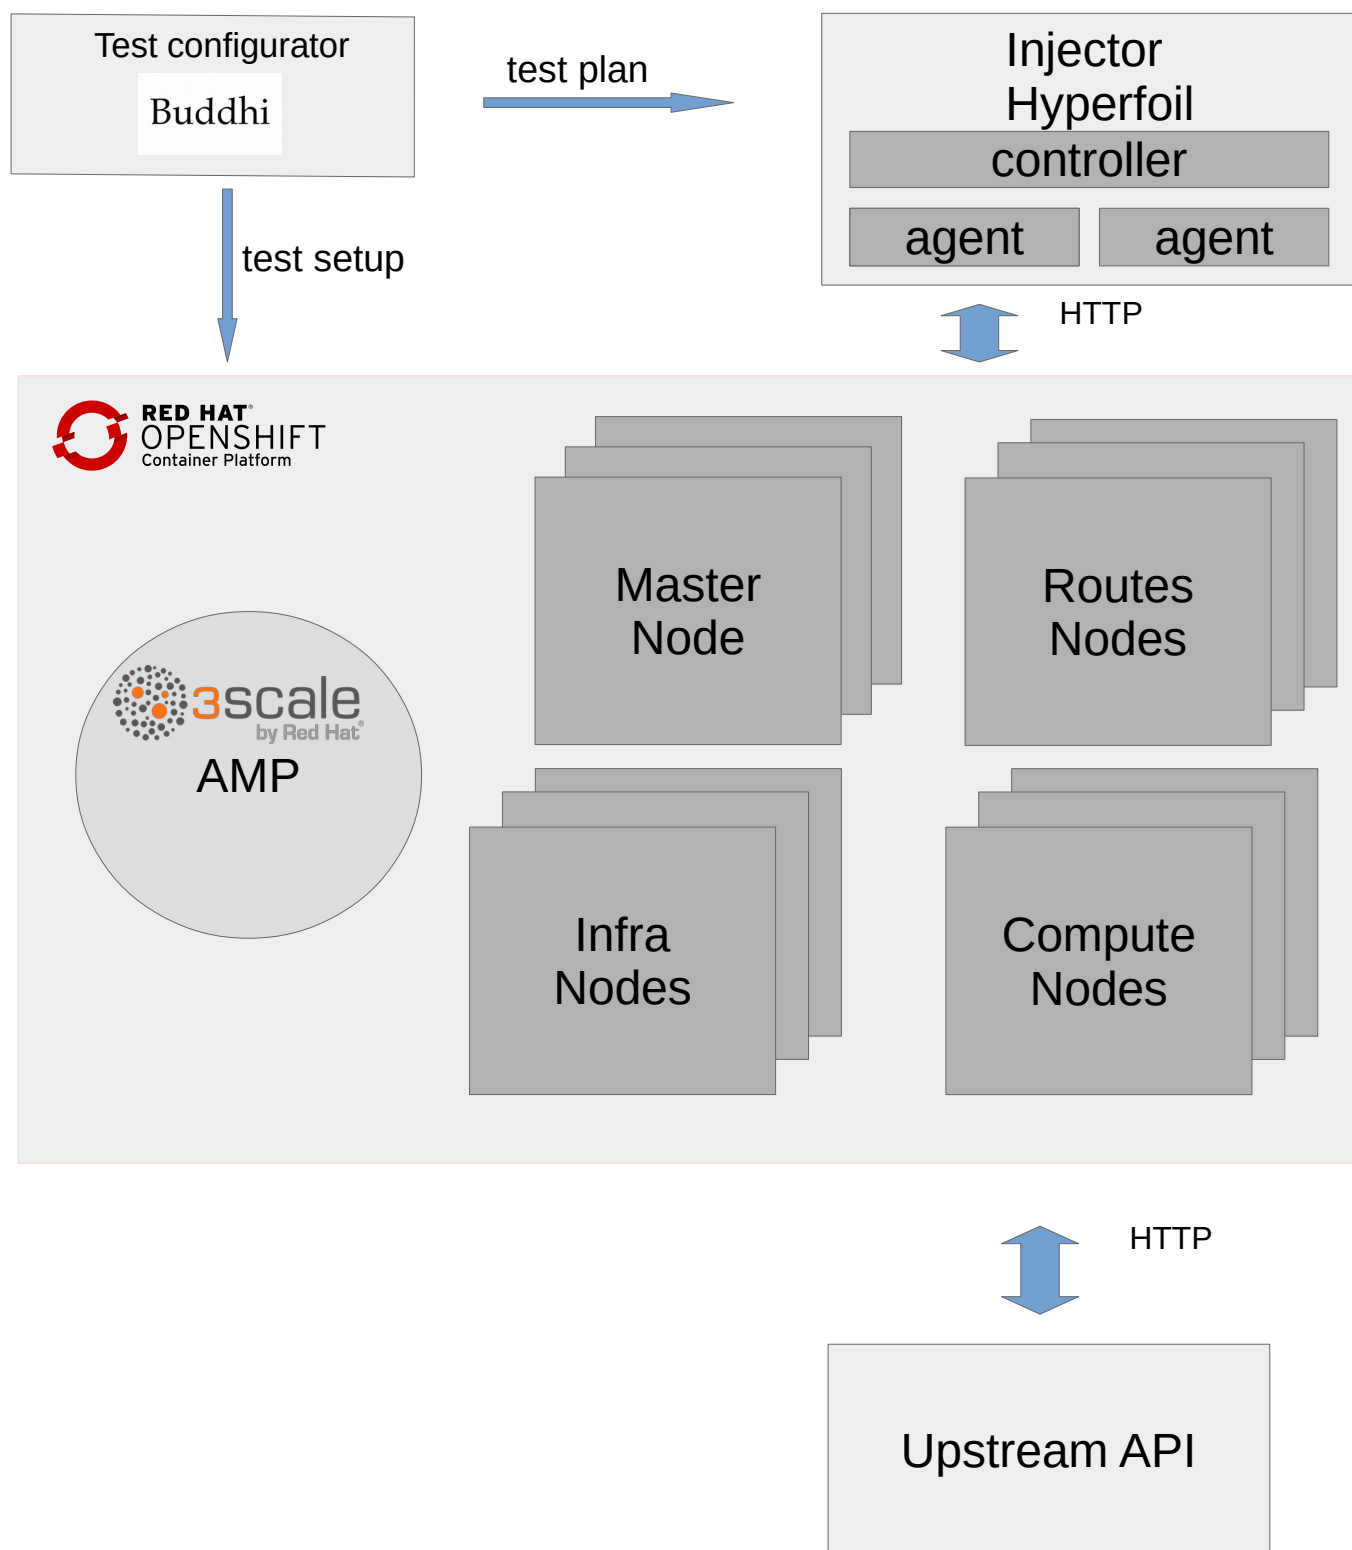 Test configurator
Buddhi
test plan
Injector
Hyperfoil
controller
agent
agent
test setup
HTTP
RED HAT®
OPENSHIFT
Container Platform
Master
Node
Routes
Nodes
3scale
by Red Hat®
AMP
Infra
Nodes
Compute
Nodes
HTTP
Upstream API